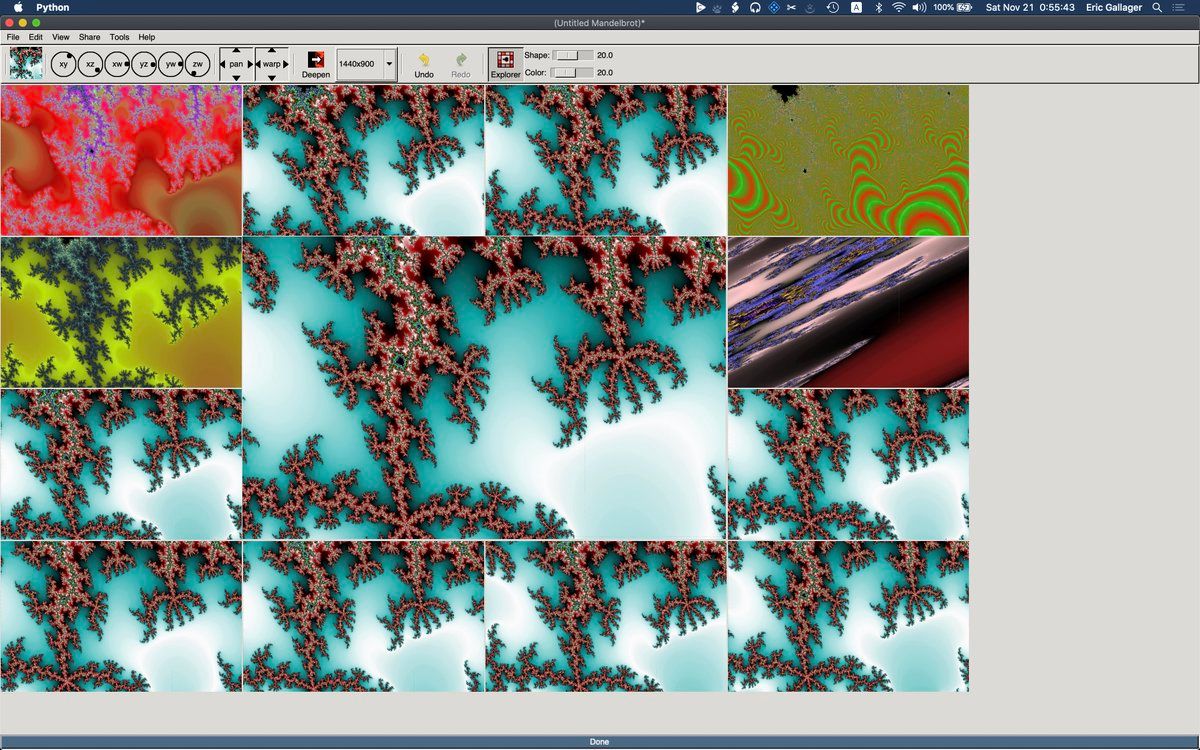 Python
A
100%
Sat Nov 21 0:55:43
Eric Gallager
(Untitled Mandelbrot)*
File Edit View Share Tools Help
xy xz xw yz yw zw pan warp Deepen 1440x900 Undo Redo Explorer
Shape: 20.0
Color: 20.0
Done